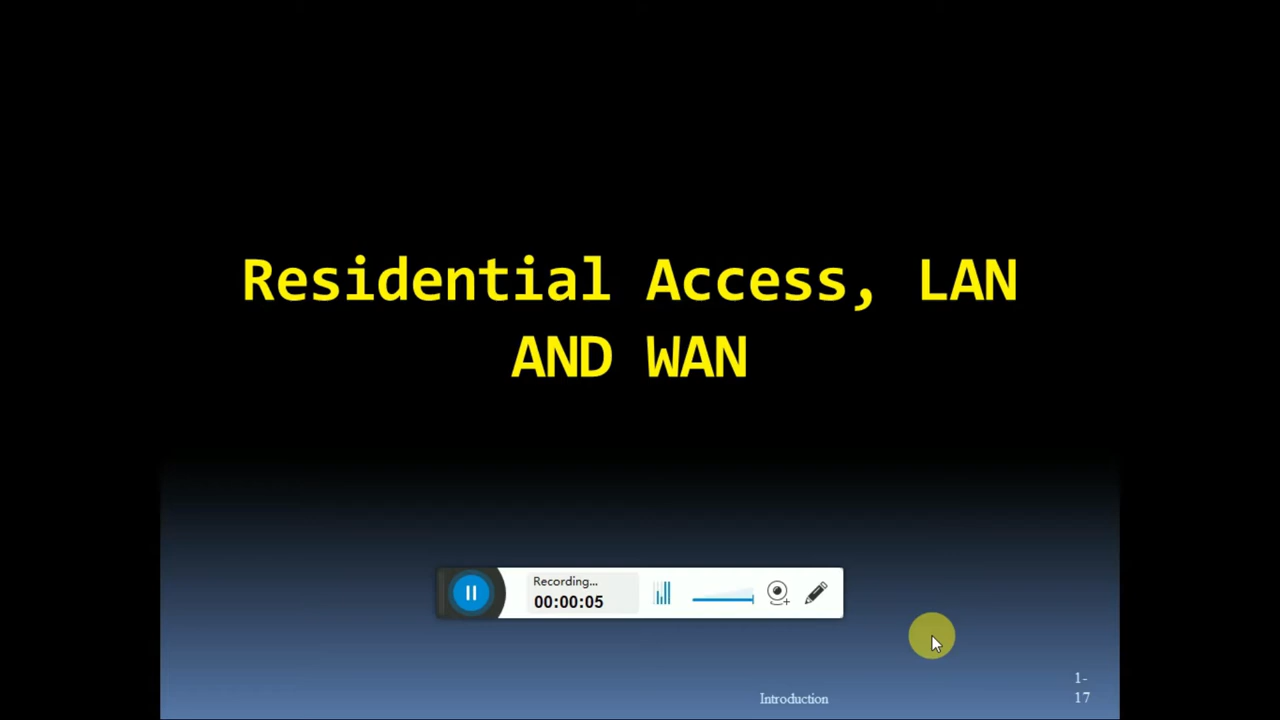 Residential Access, LAN
AND WAN
Recording...
00:00:05
Introduction
1-
17